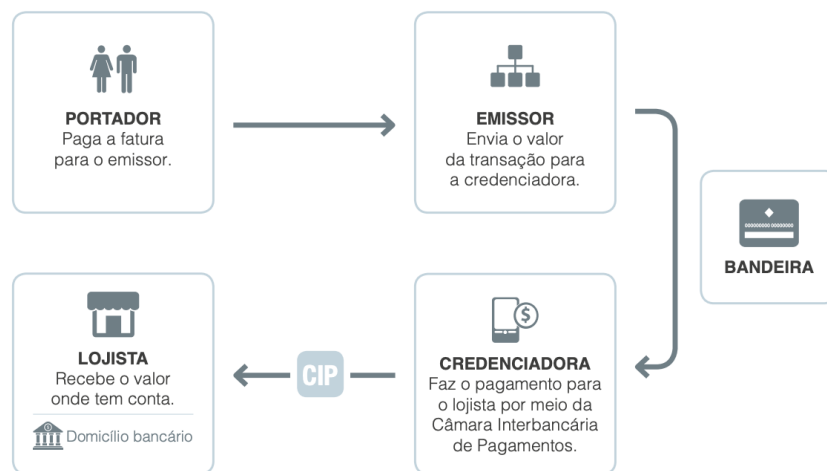 PORTADOR
Paga a fatura
para o emissor.
EMISSOR
Envia o valor
da transação para
a credenciadora.
BANDEIRA
LOJISTA
Recebe o valor
onde tem conta.
Domicílio bancário
CIP
CREDENCIADORA
Faz o pagamento para
o lojista por meio da
Câmara Interbancária
de Pagamentos.
$